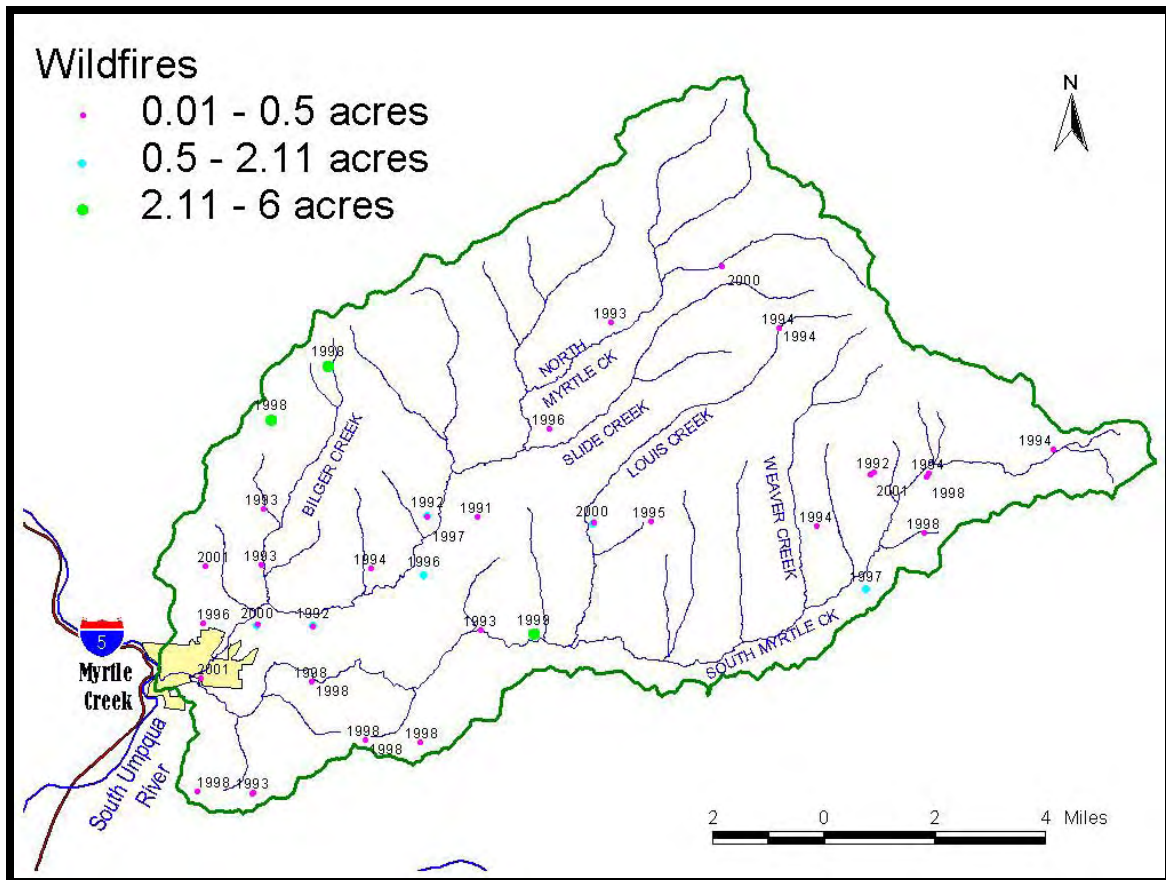 Wildfires
0.01 - 0.5 acres
0.5 - 2.11 acres
2.11 - 6 acres
N
2000
1993
1994
1994
NORTH
MYRTLE CK
1998
1998
1996
SLIDE CREEK
LOUIS CREEK
BILGER CREEK
WEAVER CREEK
1994
1992
1994
2001
1998
1993
1992
1991
1997
2000
1995
1994
1998
2001
1993
1994
1996
1997
1996
2000
1992
1993
1999
SOUTH MYRTLE CK
5
Myrtle
Creek
2001
1998
1998
1998
1998
1998
1998
1993
South Umpqua
River
2 0 2 4 Miles